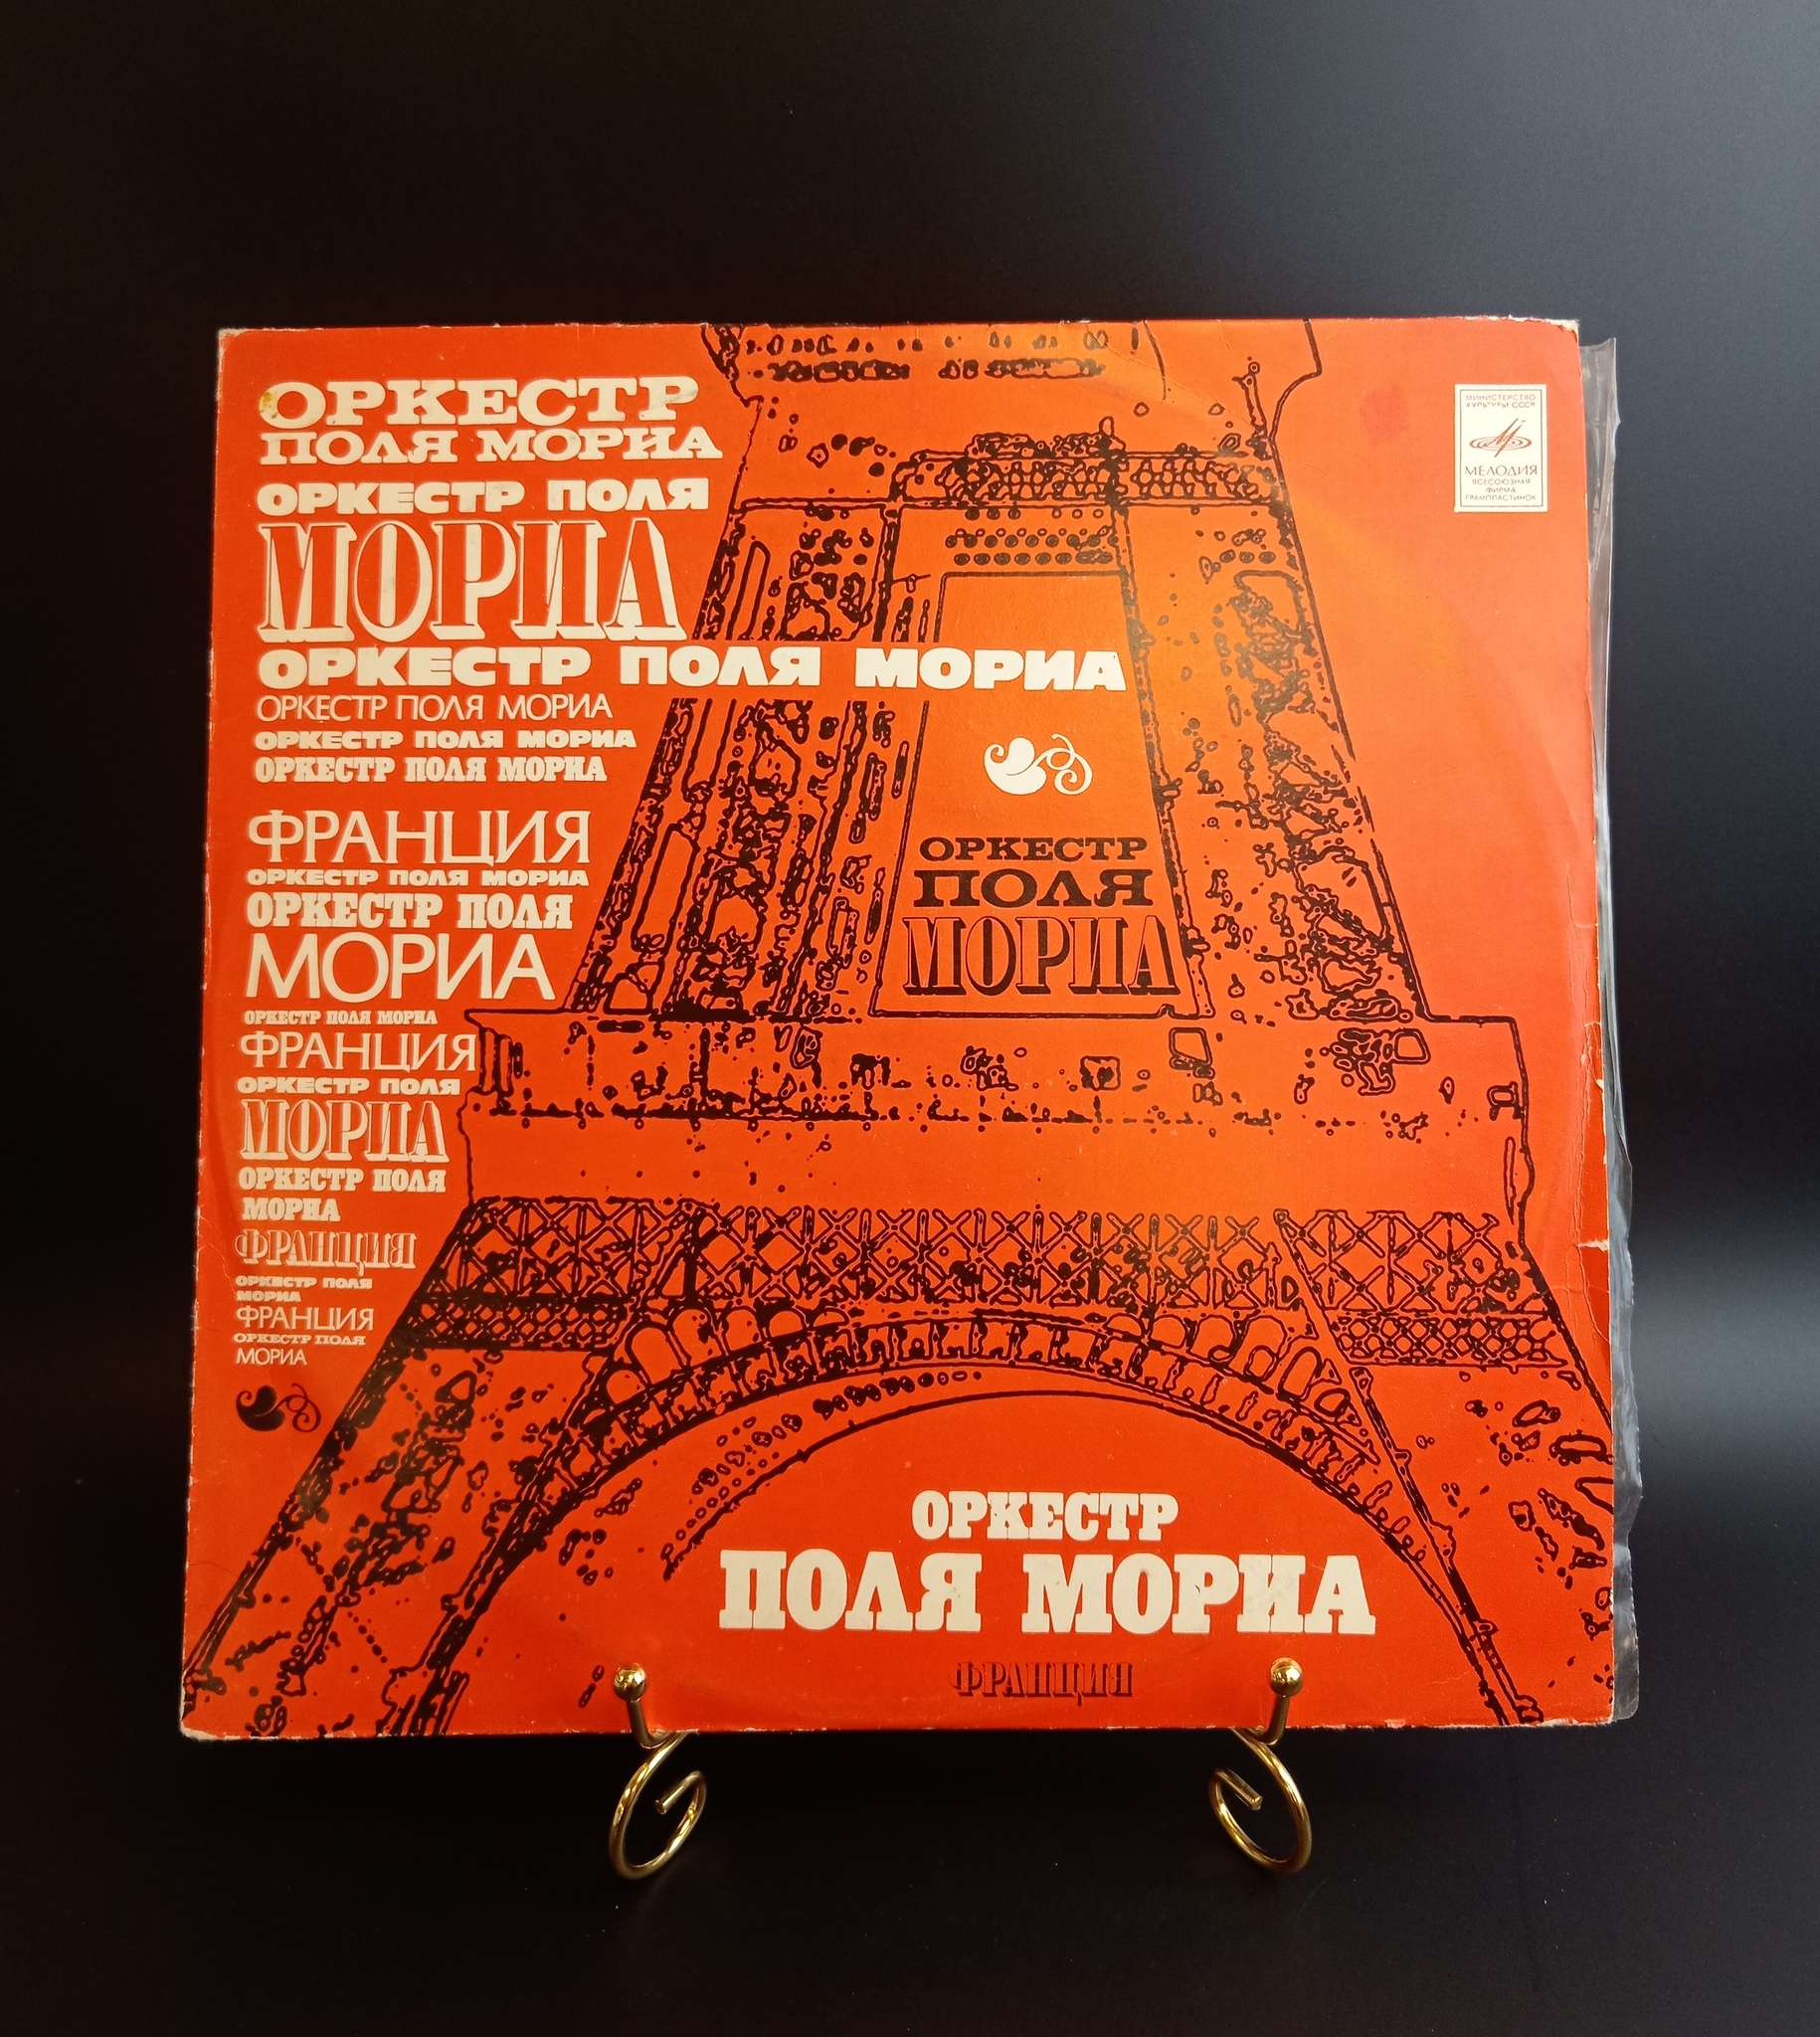 ОРКЕСТР
ПОЛЯ МОРИА
ОРКЕСТР ПОЛЯ
МОРИА
ОРКЕСТР ПОЛЯ МОРИА
ОРКЕСТР ПОЛЯ МОРИА
ОРКЕСТР ПОЛЯ МОРИА
ОРКЕСТР ПОЛЯ МОРИА
ФРАНЦИЯ
ОРКЕСТР ПОЛЯ МОРИА
ОРКЕСТР ПОЛЯ
МОРИА
ОРКЕСТР ПОЛЯ МОРИА
ФРАНЦИЯ
ОРКЕСТР ПОЛЯ
МОРИА
ОРКЕСТР ПОЛЯ
МОРИА
ФРАНЦИЯ
ОРКЕСТР ПОЛЯ
МОРИА
ФРАНЦИЯ
ОРКЕСТР ПОЛЯ
МОРИА
МИНИСТЕРСТВО
КУЛЬТУРЫ СССР
МЕЛОДИЯ
ВСЕСОЮЗНАЯ
ФИРМА
ГРАМПЛАСТИНОК
ОРКЕСТР
ПОЛЯ
МОРИА
ОРКЕСТР
ПОЛЯ МОРИА
ФРАНЦИЯ